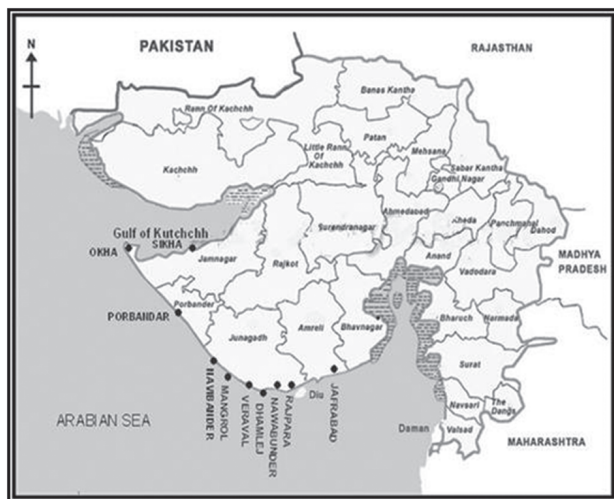 N
PAKISTAN
RAJASTHAN
Banas Kantha
Rann Of Kachchh
Patan
Mehsana
Little Rann
Of
Kachchh
Sabar Kantha
Gandhi Nagar
Kachchh
Ahmedabad
Surendranagar
Kheda
Panchmahal
Dahod
Gulf of Kutchchh
SIKHA
OKHA
Jamnagar
Rajkot
Anand
Vadodara
MADHYA
PRADESH
Porbander
PORBANDAR
Junagadh
Amreli
Bhavnagar
Bharuch
Narmada
Surat
NAVIBANDER
MANGROL
VERAVAL
DHAMLEJ
NAWABUNDER
RAJPARA
Diu
JAFRABAD
ARABIAN SEA
Navsari
The
Dangs
Daman
Valsad
MAHARASHTRA